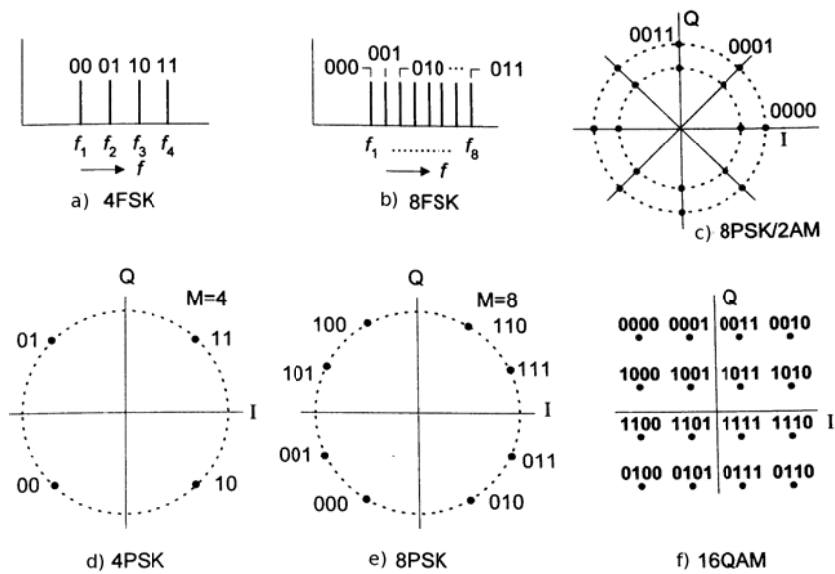 00 01 10 11
f1 f2 f3 f4
f
a) 4FSK
001
000 010 ··· 011
f1 ......... f8
f
b) 8FSK
Q
0011 0001
0000
I
c) 8PSK/2AM
Q
M=4
01 11
I
00 10
d) 4PSK
Q
M=8
100 110
101 111
I
001 011
000 010
e) 8PSK
Q
0000 0001 0011 0010
1000 1001 1011 1010
I
1100 1101 1111 1110
0100 0101 0111 0110
f) 16QAM